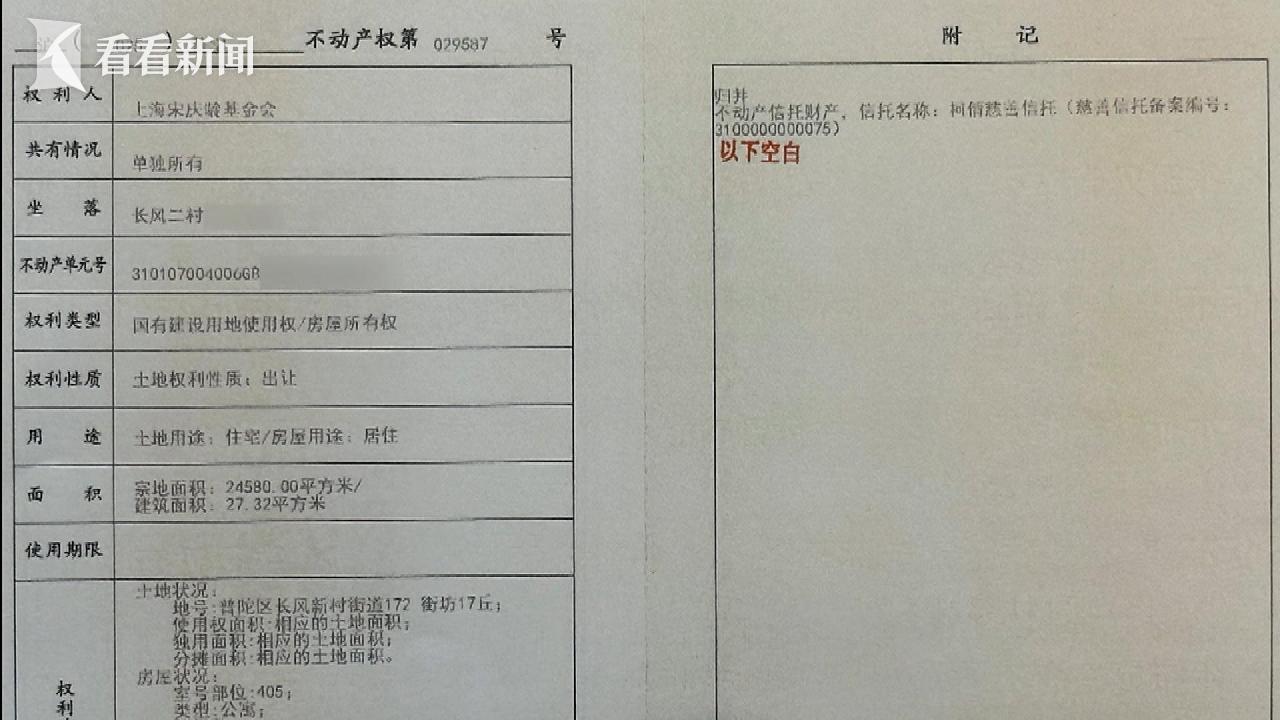 看看新闻
不动产权第 029587 号
权利人 上海宋庆龄基金会
共有情况 单独所有
坐落 长风二村
不动产单元号 310107004006GB
权利类型 国有建设用地使用权/房屋所有权
权利性质 土地权利性质：出让
用途 土地用途：住宅/房屋用途：居住
面积 宗地面积：24580.00平方米/
建筑面积：27.32平方米
使用期限
土地状况：
地号:普陀区长风新村街道172 街坊17丘；
使用权面积:相应的土地面积；
独用面积:相应的土地面积；
分摊面积:相应的土地面积。
房屋状况：
室号部位:405；
类型:公寓；
权利
附记
归并
不动产信托财产，信托名称：柯倩慈善信托（慈善信托备案编号：
3100000000075）
以下空白